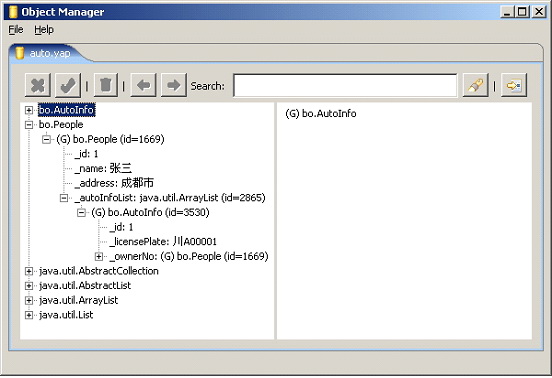 Object Manager
File Help
auto.yap
Search:
bo.AutoInfo
bo.People
(G) bo.People (id=1669)
_id: 1
_name: 张三
_address: 成都市
_autoInfoList: java.util.ArrayList (id=2865)
(G) bo.AutoInfo (id=3530)
_id: 1
_licensePlate: 川A00001
_ownerNo: (G) bo.People (id=1669)
java.util.AbstractCollection
java.util.AbstractList
java.util.ArrayList
java.util.List
(G) bo.AutoInfo